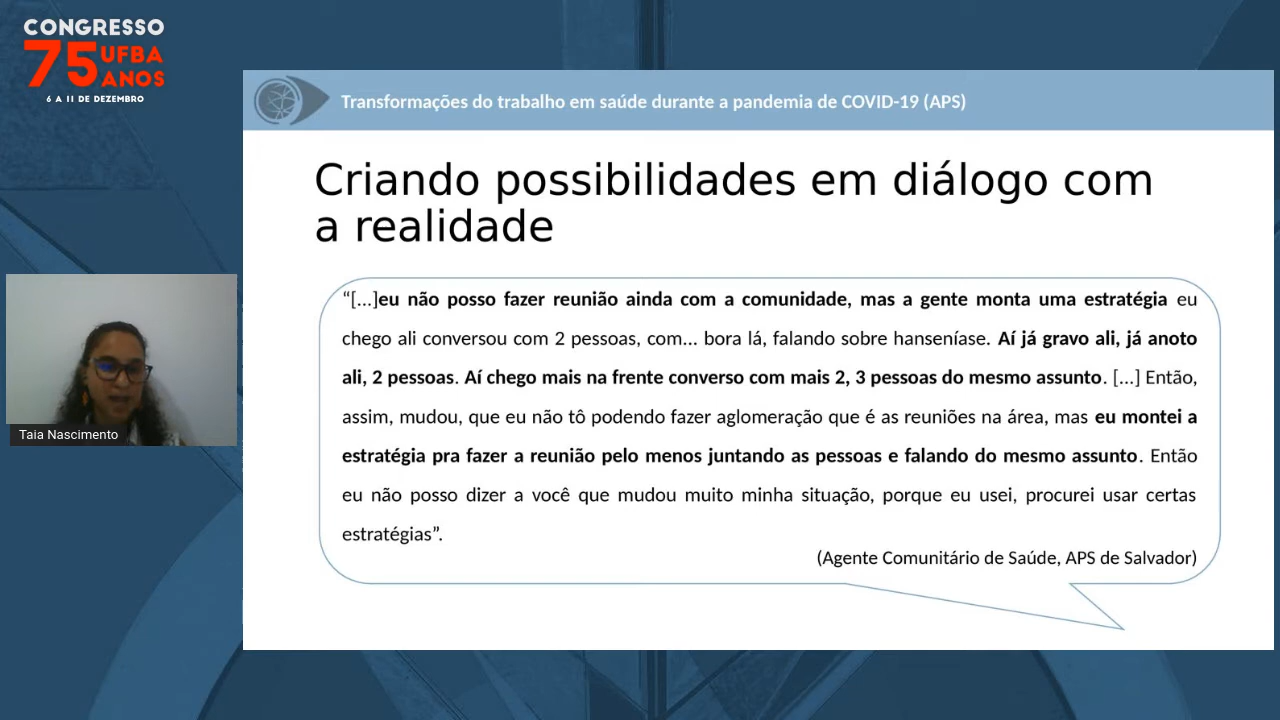 CONGRESSO
75 UFBA
ANOS
6 A 11 DE DEZEMBRO
Transformações do trabalho em saúde durante a pandemia de COVID-19 (APS)
Criando possibilidades em diálogo com
a realidade
“[...]eu não posso fazer reunião ainda com a comunidade, mas a gente monta uma estratégia eu
chego ali conversou com 2 pessoas, com... bora lá, falando sobre hanseníase. Aí já gravo ali, já anoto
ali, 2 pessoas. Aí chego mais na frente converso com mais 2, 3 pessoas do mesmo assunto. [...] Então,
assim, mudou, que eu não tô podendo fazer aglomeração que é as reuniões na área, mas eu montei a
estratégia pra fazer a reunião pelo menos juntando as pessoas e falando do mesmo assunto. Então
eu não posso dizer a você que mudou muito minha situação, porque eu usei, procurei usar certas
estratégias”.
(Agente Comunitário de Saúde, APS de Salvador)
Taia Nascimento